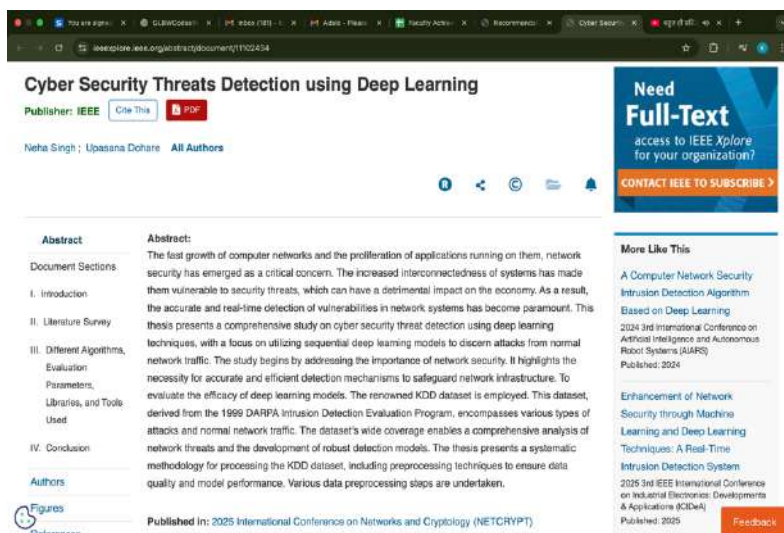 You are signe
GLBWCodser
Inbox (181) -
Adobe - Please
Faculty Achie
Recommend
Cyber Secur
ieeexplore.ieee.org/abstract/document/11102454
Cyber Security Threats Detection using Deep Learning
Publisher: IEEE
Cite This
PDF
Neha Singh ; Upasana Dohare All Authors
Need
Full-Text
access to IEEE Xplore
for your organization?
CONTACT IEEE TO SUBSCRIBE >
Abstract
Document Sections
I. Introduction
II. Literature Survey
III. Different Algorithms,
Evaluation
Parameters,
Libraries, and Tools
Used
IV. Conclusion
Authors
Figures
References
Abstract:
The fast growth of computer networks and the proliferation of applications running on them, network
security has emerged as a critical concern. The increased interconnectedness of systems has made
them vulnerable to security threats, which can have a detrimental impact on the economy. As a result,
the accurate and real-time detection of vulnerabilities in network systems has become paramount. This
thesis presents a comprehensive study on cyber security threat detection using deep learning
techniques, with a focus on utilizing sequential deep learning models to discern attacks from normal
network traffic. The study begins by addressing the importance of network security. It highlights the
necessity for accurate and efficient detection mechanisms to safeguard network infrastructure. To
evaluate the efficacy of deep learning models. The renowned KDD dataset is employed. This dataset,
derived from the 1999 DARPA Intrusion Detection Evaluation Program, encompasses various types of
attacks and normal network traffic. The dataset's wide coverage enables a comprehensive analysis of
network threats and the development of robust detection models. The thesis presents a systematic
methodology for processing the KDD dataset, including preprocessing techniques to ensure data
quality and model performance. Various data preprocessing steps are undertaken.
Published in: 2025 International Conference on Networks and Cryptology (NETCRYPT)
More Like This
A Computer Network Security
Intrusion Detection Algorithm
Based on Deep Learning
2024 3rd International Conference on
Artificial Intelligence and Autonomous
Robot Systems (AIARS)
Published: 2024
Enhancement of Network
Security through Machine
Learning and Deep Learning
Techniques: A Real-Time
Intrusion Detection System
2025 3rd IEEE International Conference
on Industrial Electronics: Developments
& Applications (ICIDeA)
Published: 2025
Feedback